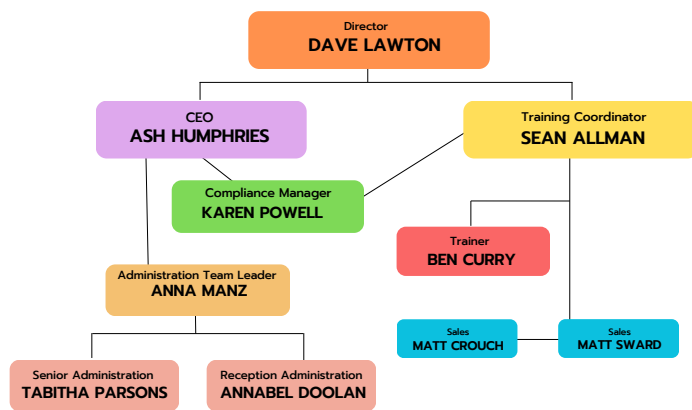 Director
DAVE LAWTON
CEO
ASH HUMPHRIES
Training Coordinator
SEAN ALLMAN
Compliance Manager
KAREN POWELL
Trainer
BEN CURRY
Administration Team Leader
ANNA MANZ
Sales
MATT CROUCH
Sales
MATT SWARD
Senior Administration
TABITHA PARSONS
Reception Administration
ANNABEL DOOLAN